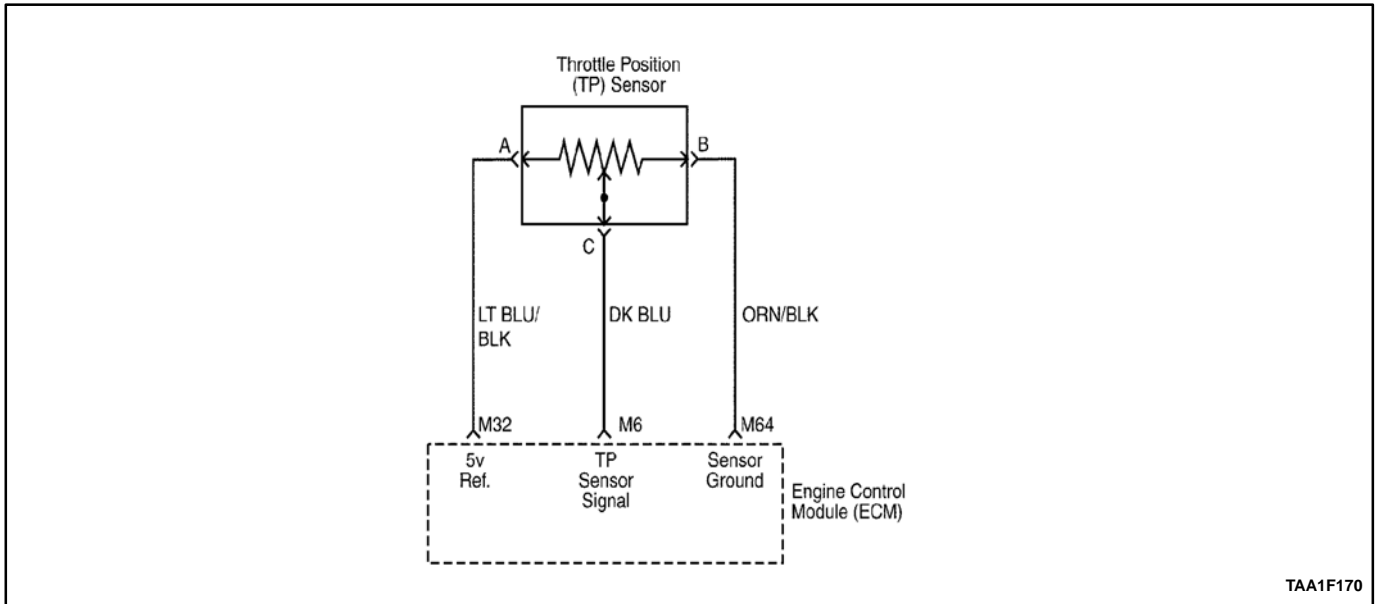 Throttle Position
(TP) Sensor
A
B
C
LT BLU/
BLK
DK BLU
ORN/BLK
M32
M6
M64
5v
Ref.
TP
Sensor
Signal
Sensor
Ground
Engine Control
Module (ECM)
TAA1F170